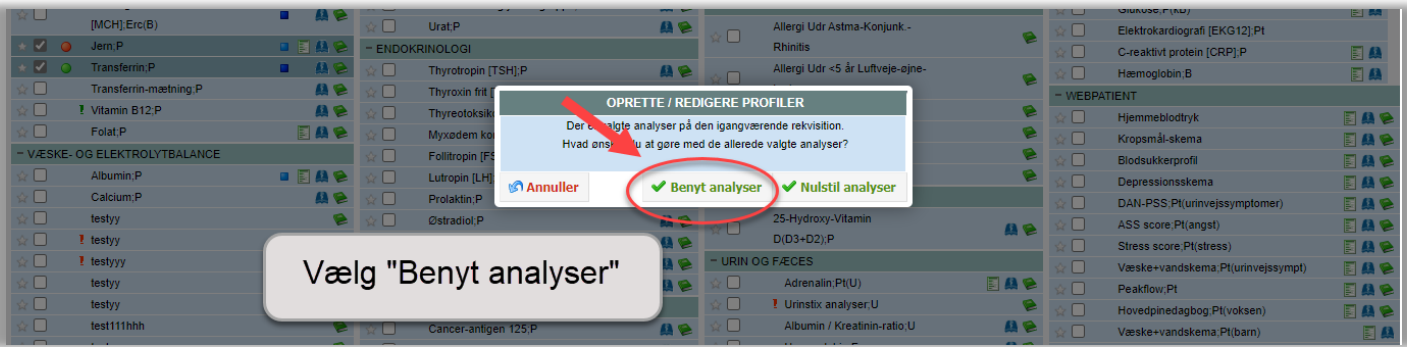 [MCH];Erc(B)
Jern;P
Transferrin;P
Transferrin-mætning;P
! Vitamin B12;P
Folat;P
− VÆSKE- OG ELEKTROLYTBALANCE
Albumin;P
Calcium;P
testyy
! testyy
! testyyy
testyy
testyy
test111hhh
Urat;P
− ENDOKRINOLOGI
Thyrotropin [TSH];P
Thyroxin frit
Thyreotoksik
Myxødem ko
Follitropin [FS
Lutropin [LH]
Prolaktin;P
Østradiol;P
Cancer-antigen 125;P
Allergi Udr Astma-Konjunk.-
Rhinitis
Allergi Udr <5 år Luftveje-øjne-
25-Hydroxy-Vitamin
D(D3+D2);P
− URIN OG FÆCES
Adrenalin;Pt(U)
! Urinstix analyser;U
Albumin / Kreatinin-ratio;U
Glukose;P(kB)
Elektrokardiografi [EKG12];Pt
C-reaktivt protein [CRP];P
Hæmoglobin;B
− WEBPATIENT
Hjemmeblodtryk
Kropsmål-skema
Blodsukkerprofil
Depressionsskema
DAN-PSS;Pt(urinvejssymptomer)
ASS score;Pt(angst)
Stress score;Pt(stress)
Væske+vandskema;Pt(urinvejssympt)
Peakflow;Pt
Hovedpinedagbog;Pt(voksen)
Væske+vandskema;Pt(barn)
OPRETTE / REDIGERE PROFILER
Der e valgte analyser på den igangværende rekvisition.
Hvad ønsk du at gøre med de allerede valgte analyser?
Annuller
Benyt analyser
Nulstil analyser
Vælg "Benyt analyser"